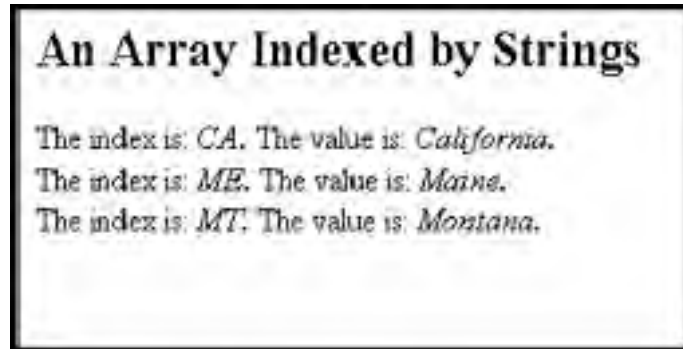 An Array Indexed by Strings
The index is: CA. The value is: California.
The index is: ME. The value is: Maine.
The index is: MT. The value is: Montana.